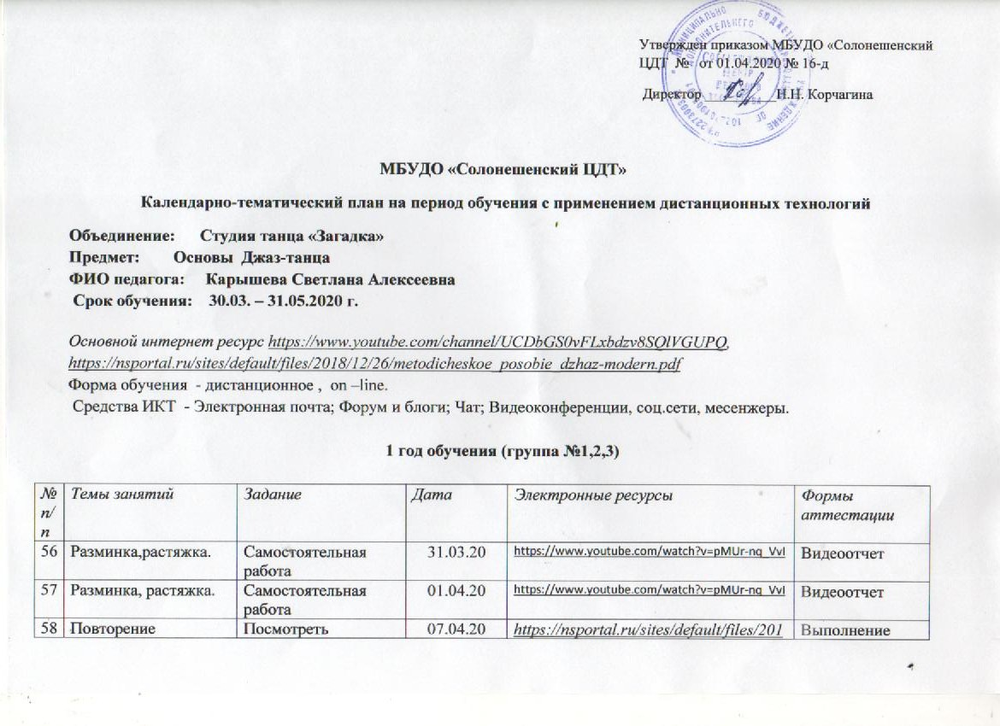 Утвержден приказом МБУДО «Солонешенский
ЦДТ № от 01.04.2020 № 16-д
Директор __________ Н.Н. Корчагина
МБУДО «Солонешенский ЦДТ»
Календарно-тематический план на период обучения с применением дистанционных технологий
Объединение: Студия танца «Загадка»
Предмет: Основы Джаз-танца
ФИО педагога: Карышева Светлана Алексеевна
Срок обучения: 30.03. – 31.05.2020 г.
Основной интернет ресурс https://www.youtube.com/channel/UCDbGS0vFLxbdzv8SQlVGUPQ,
https://nsportal.ru/sites/default/files/2018/12/26/metodicheskoe_posobie_dzhaz-modern.pdf
Форма обучения - дистанционное , on –line.
Средства ИКТ - Электронная почта; Форум и блоги; Чат; Видеоконференции, соц.сети, месенжеры.
1 год обучения (группа №1,2,3)
№ п/п Темы занятий Задание Дата Электронные ресурсы Формы аттестации
56 Разминка,растяжка. Самостоятельная работа 31.03.20 https://www.youtube.com/watch?v=pMUr-nq_VvI Видеоотчет
57 Разминка, растяжка. Самостоятельная работа 01.04.20 https://www.youtube.com/watch?v=pMUr-nq_VvI Видеоотчет
58 Повторение Посмотреть 07.04.20 https://nsportal.ru/sites/default/files/201 Выполнение